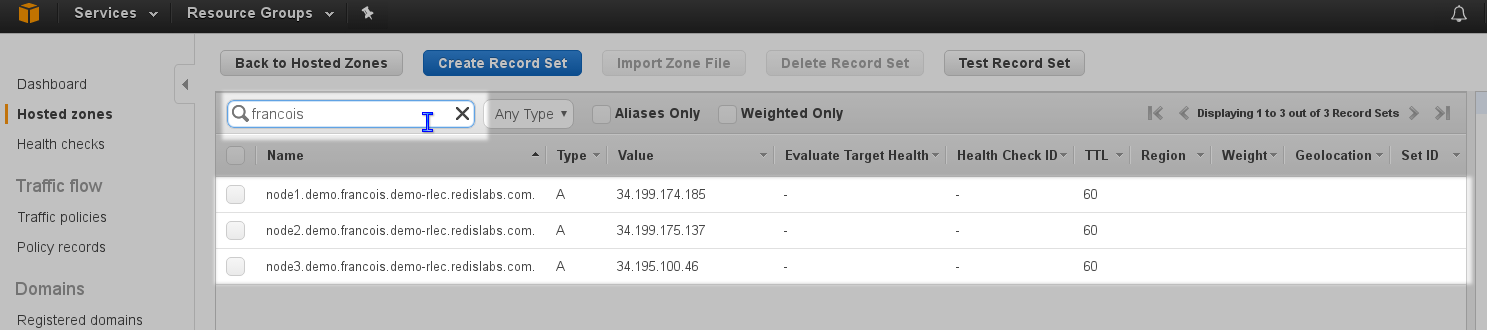 Services Resource Groups
Back to Hosted Zones Create Record Set Import Zone File Delete Record Set Test Record Set
Dashboard
Hosted zones
Health checks
Traffic flow
Traffic policies
Policy records
Domains
Registered domains
francois Any Type Aliases Only Weighted Only Displaying 1 to 3 out of 3 Record Sets
Name Type Value Evaluate Target Health Health Check ID TTL Region Weight Geolocation Set ID
node1.demo.francois.demo-rlec.redislabs.com. A 34.199.174.185 - - 60
node2.demo.francois.demo-rlec.redislabs.com. A 34.199.175.137 - - 60
node3.demo.francois.demo-rlec.redislabs.com. A 34.195.100.46 - - 60